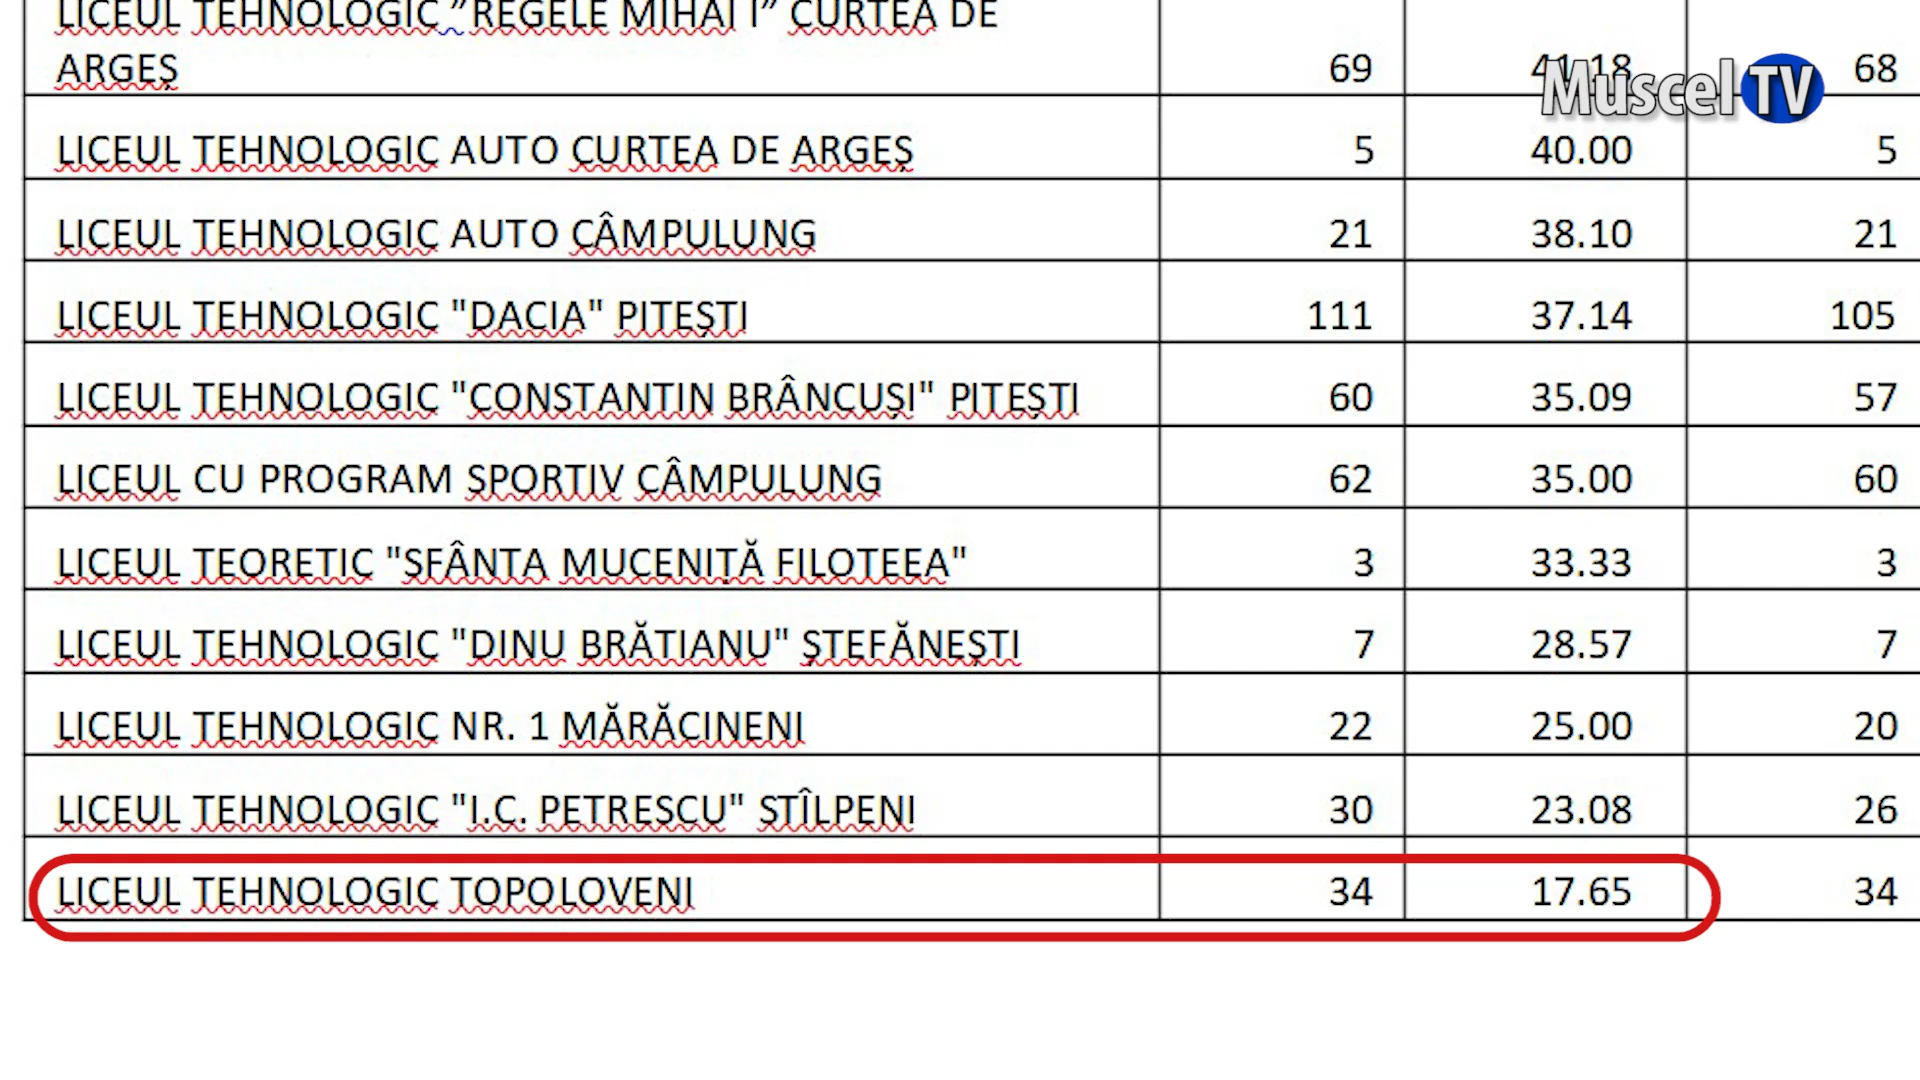 LICEUL TEHNOLOGIC ”REGELE MIHAI I” CURTEA DE
ARGEȘ 69 41.18 68
Muscel TV
LICEUL TEHNOLOGIC AUTO CURTEA DE ARGEȘ 5 40.00 5
LICEUL TEHNOLOGIC AUTO CÂMPULUNG 21 38.10 21
LICEUL TEHNOLOGIC "DACIA" PITEȘTI 111 37.14 105
LICEUL TEHNOLOGIC "CONSTANTIN BRÂNCUȘI" PITEȘTI 60 35.09 57
LICEUL CU PROGRAM SPORTIV CÂMPULUNG 62 35.00 60
LICEUL TEORETIC "SFÂNTA MUCENIȚĂ FILOTEEA" 3 33.33 3
LICEUL TEHNOLOGIC "DINU BRĂTIANU" ȘTEFĂNEȘTI 7 28.57 7
LICEUL TEHNOLOGIC NR. 1 MĂRĂCINENI 22 25.00 20
LICEUL TEHNOLOGIC "I.C. PETRESCU" STÎLPENI 30 23.08 26
LICEUL TEHNOLOGIC TOPOLOVENI 34 17.65 34